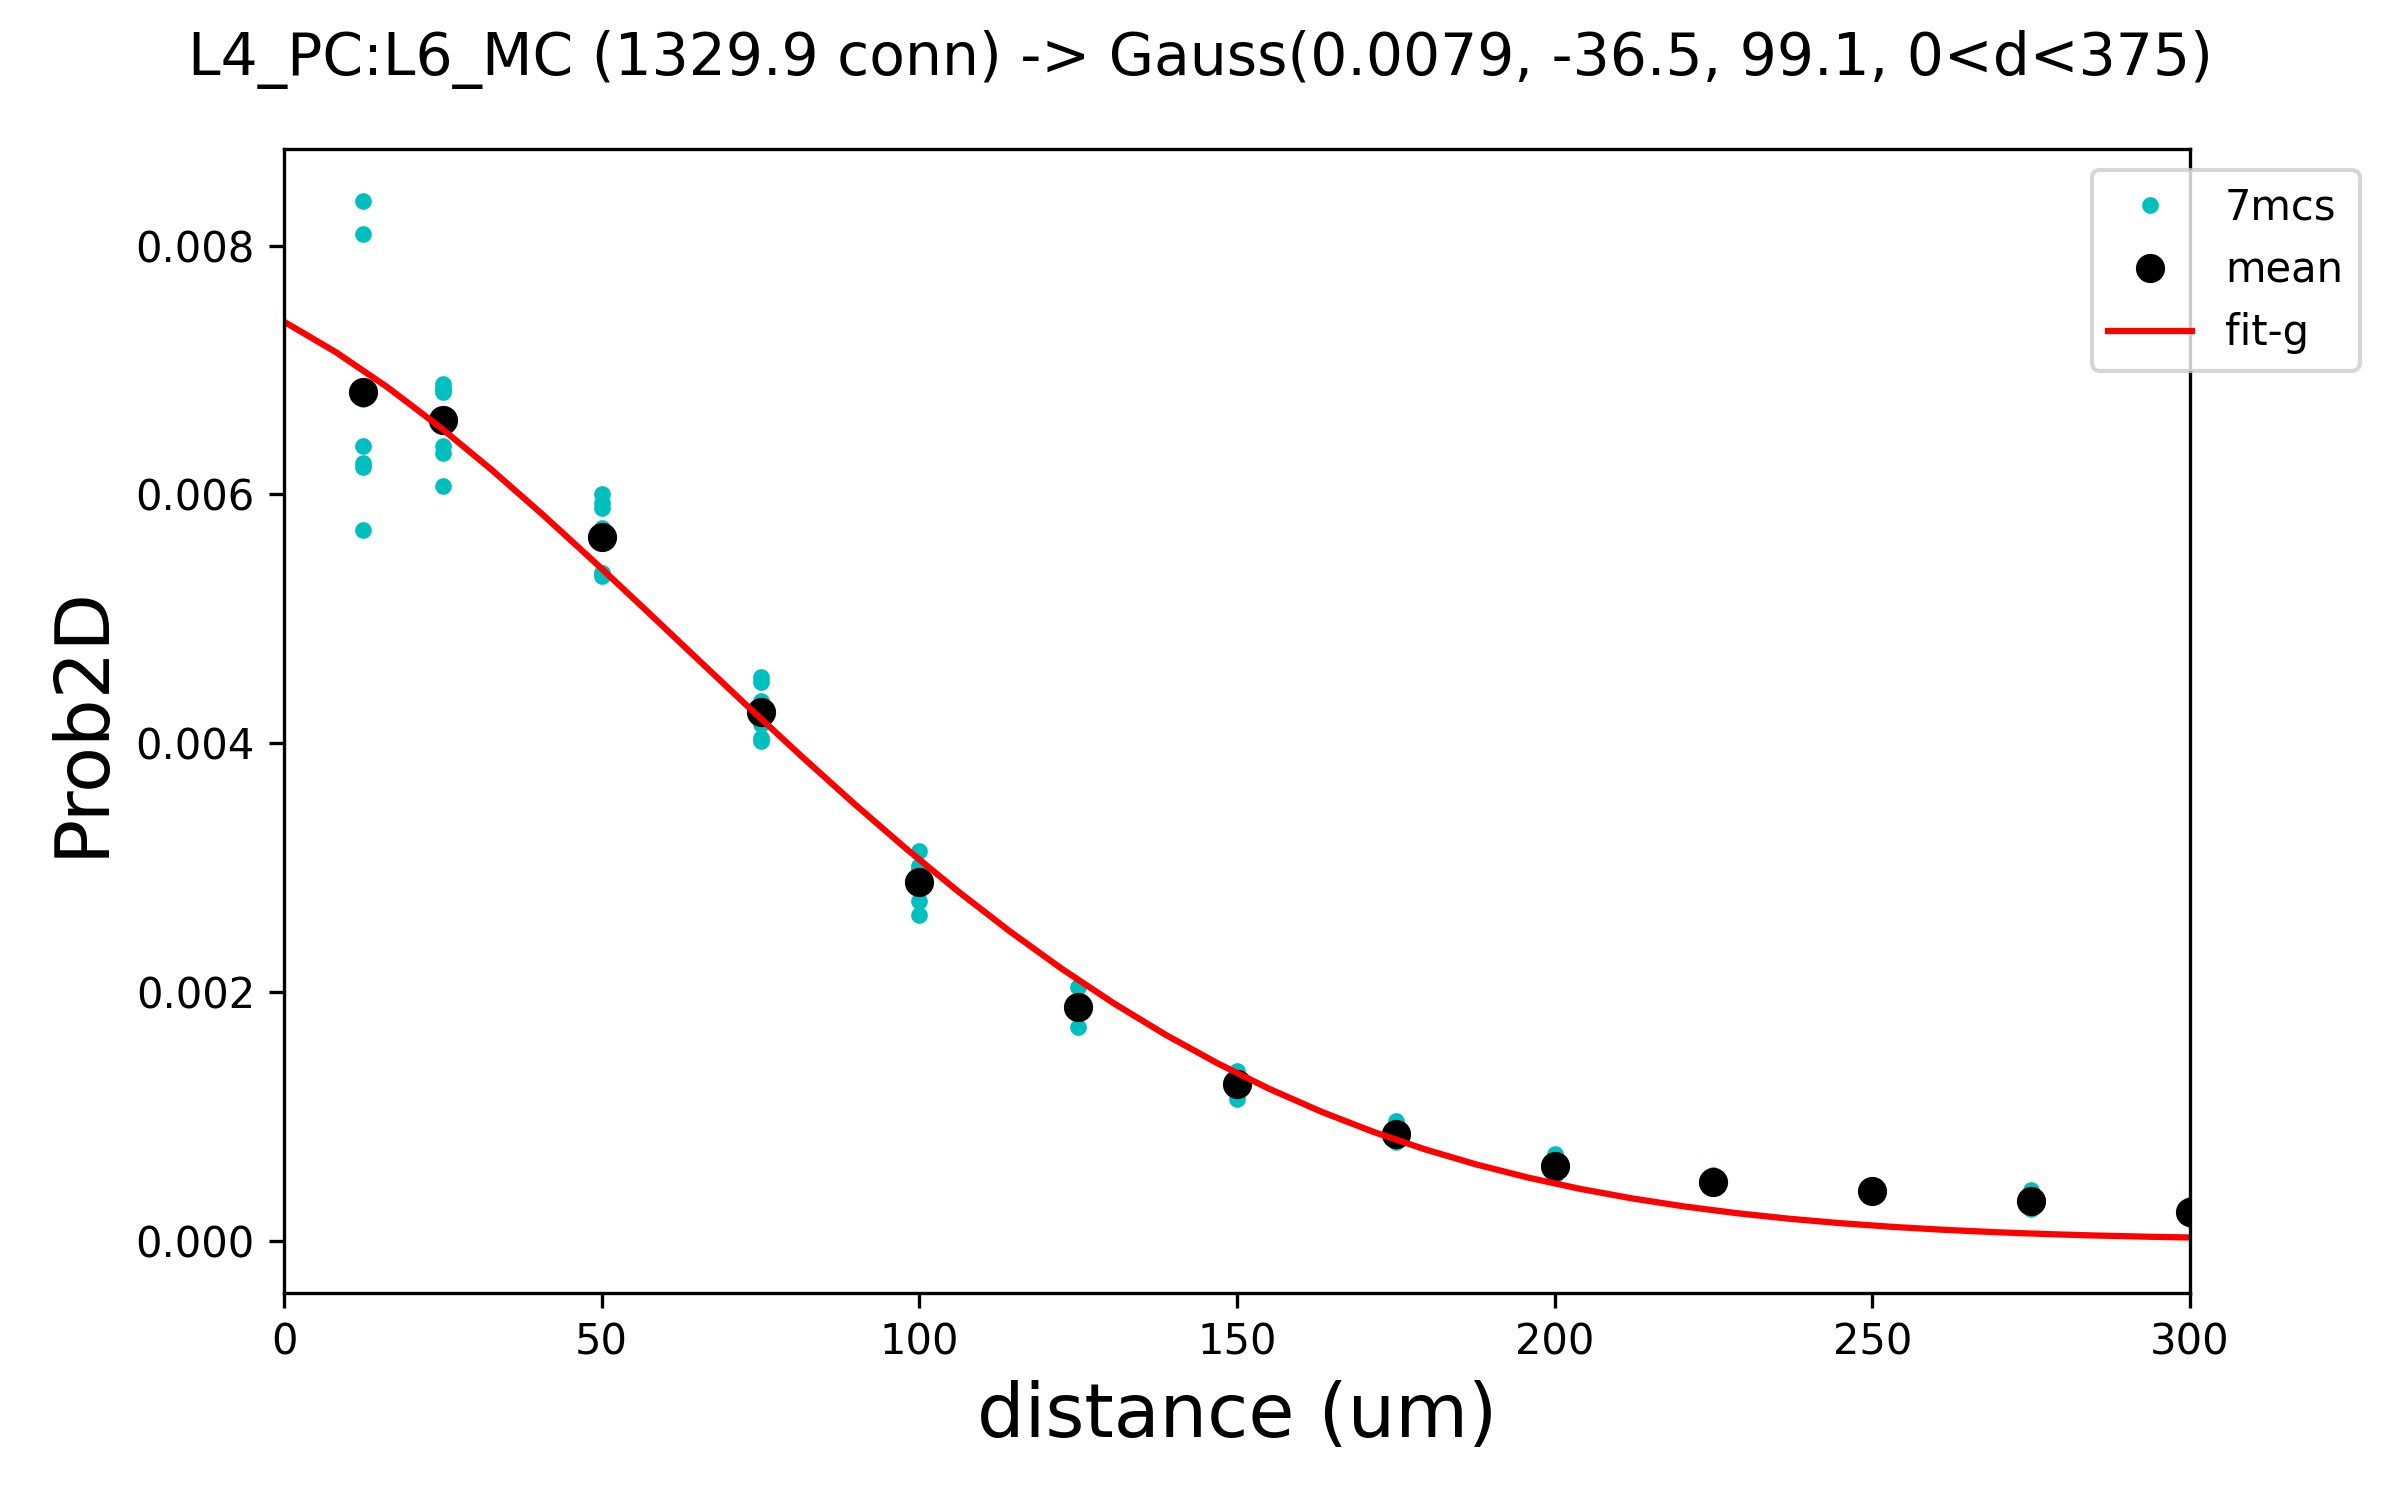 L4_PC:L6_MC (1329.9 conn) -> Gauss(0.0079, -36.5, 99.1, 0<d<375)
7mcs
mean
fit-g
0.008
0.006
0.004
0.002
0.000
Prob2D
0 50 100 150 200 250 300
distance (um)